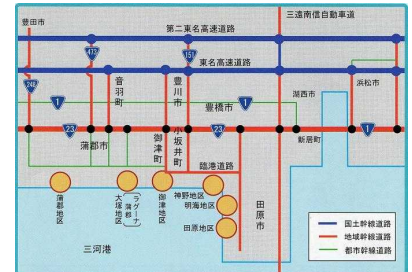 豊田市
三遠南信自動車道
第二東名高速道路
473
151
東名高速道路
248
音羽町
豊川市
浜松市
1
豊橋市
1
湖西市
23
小坂井町
23
新居町
1
蒲郡市
御津町
臨港道路
蒲郡地区
大塚地区
(ラグーナ蒲郡)
御津地区
神野地区
明海地区
田原地区
田原市
三河港
国土幹線道路
地域幹線道路
都市幹線道路